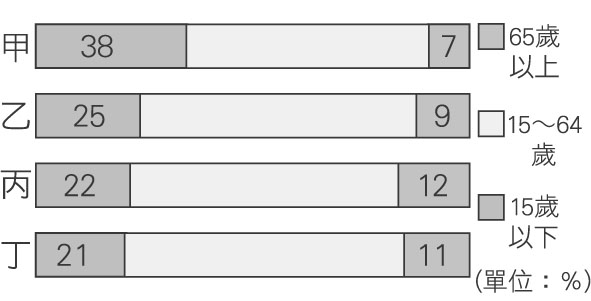 甲 38 7
乙 25 9
丙 22 12
丁 21 11
65歲
以上
15～64
歲
15歲
以下
(單位：%)